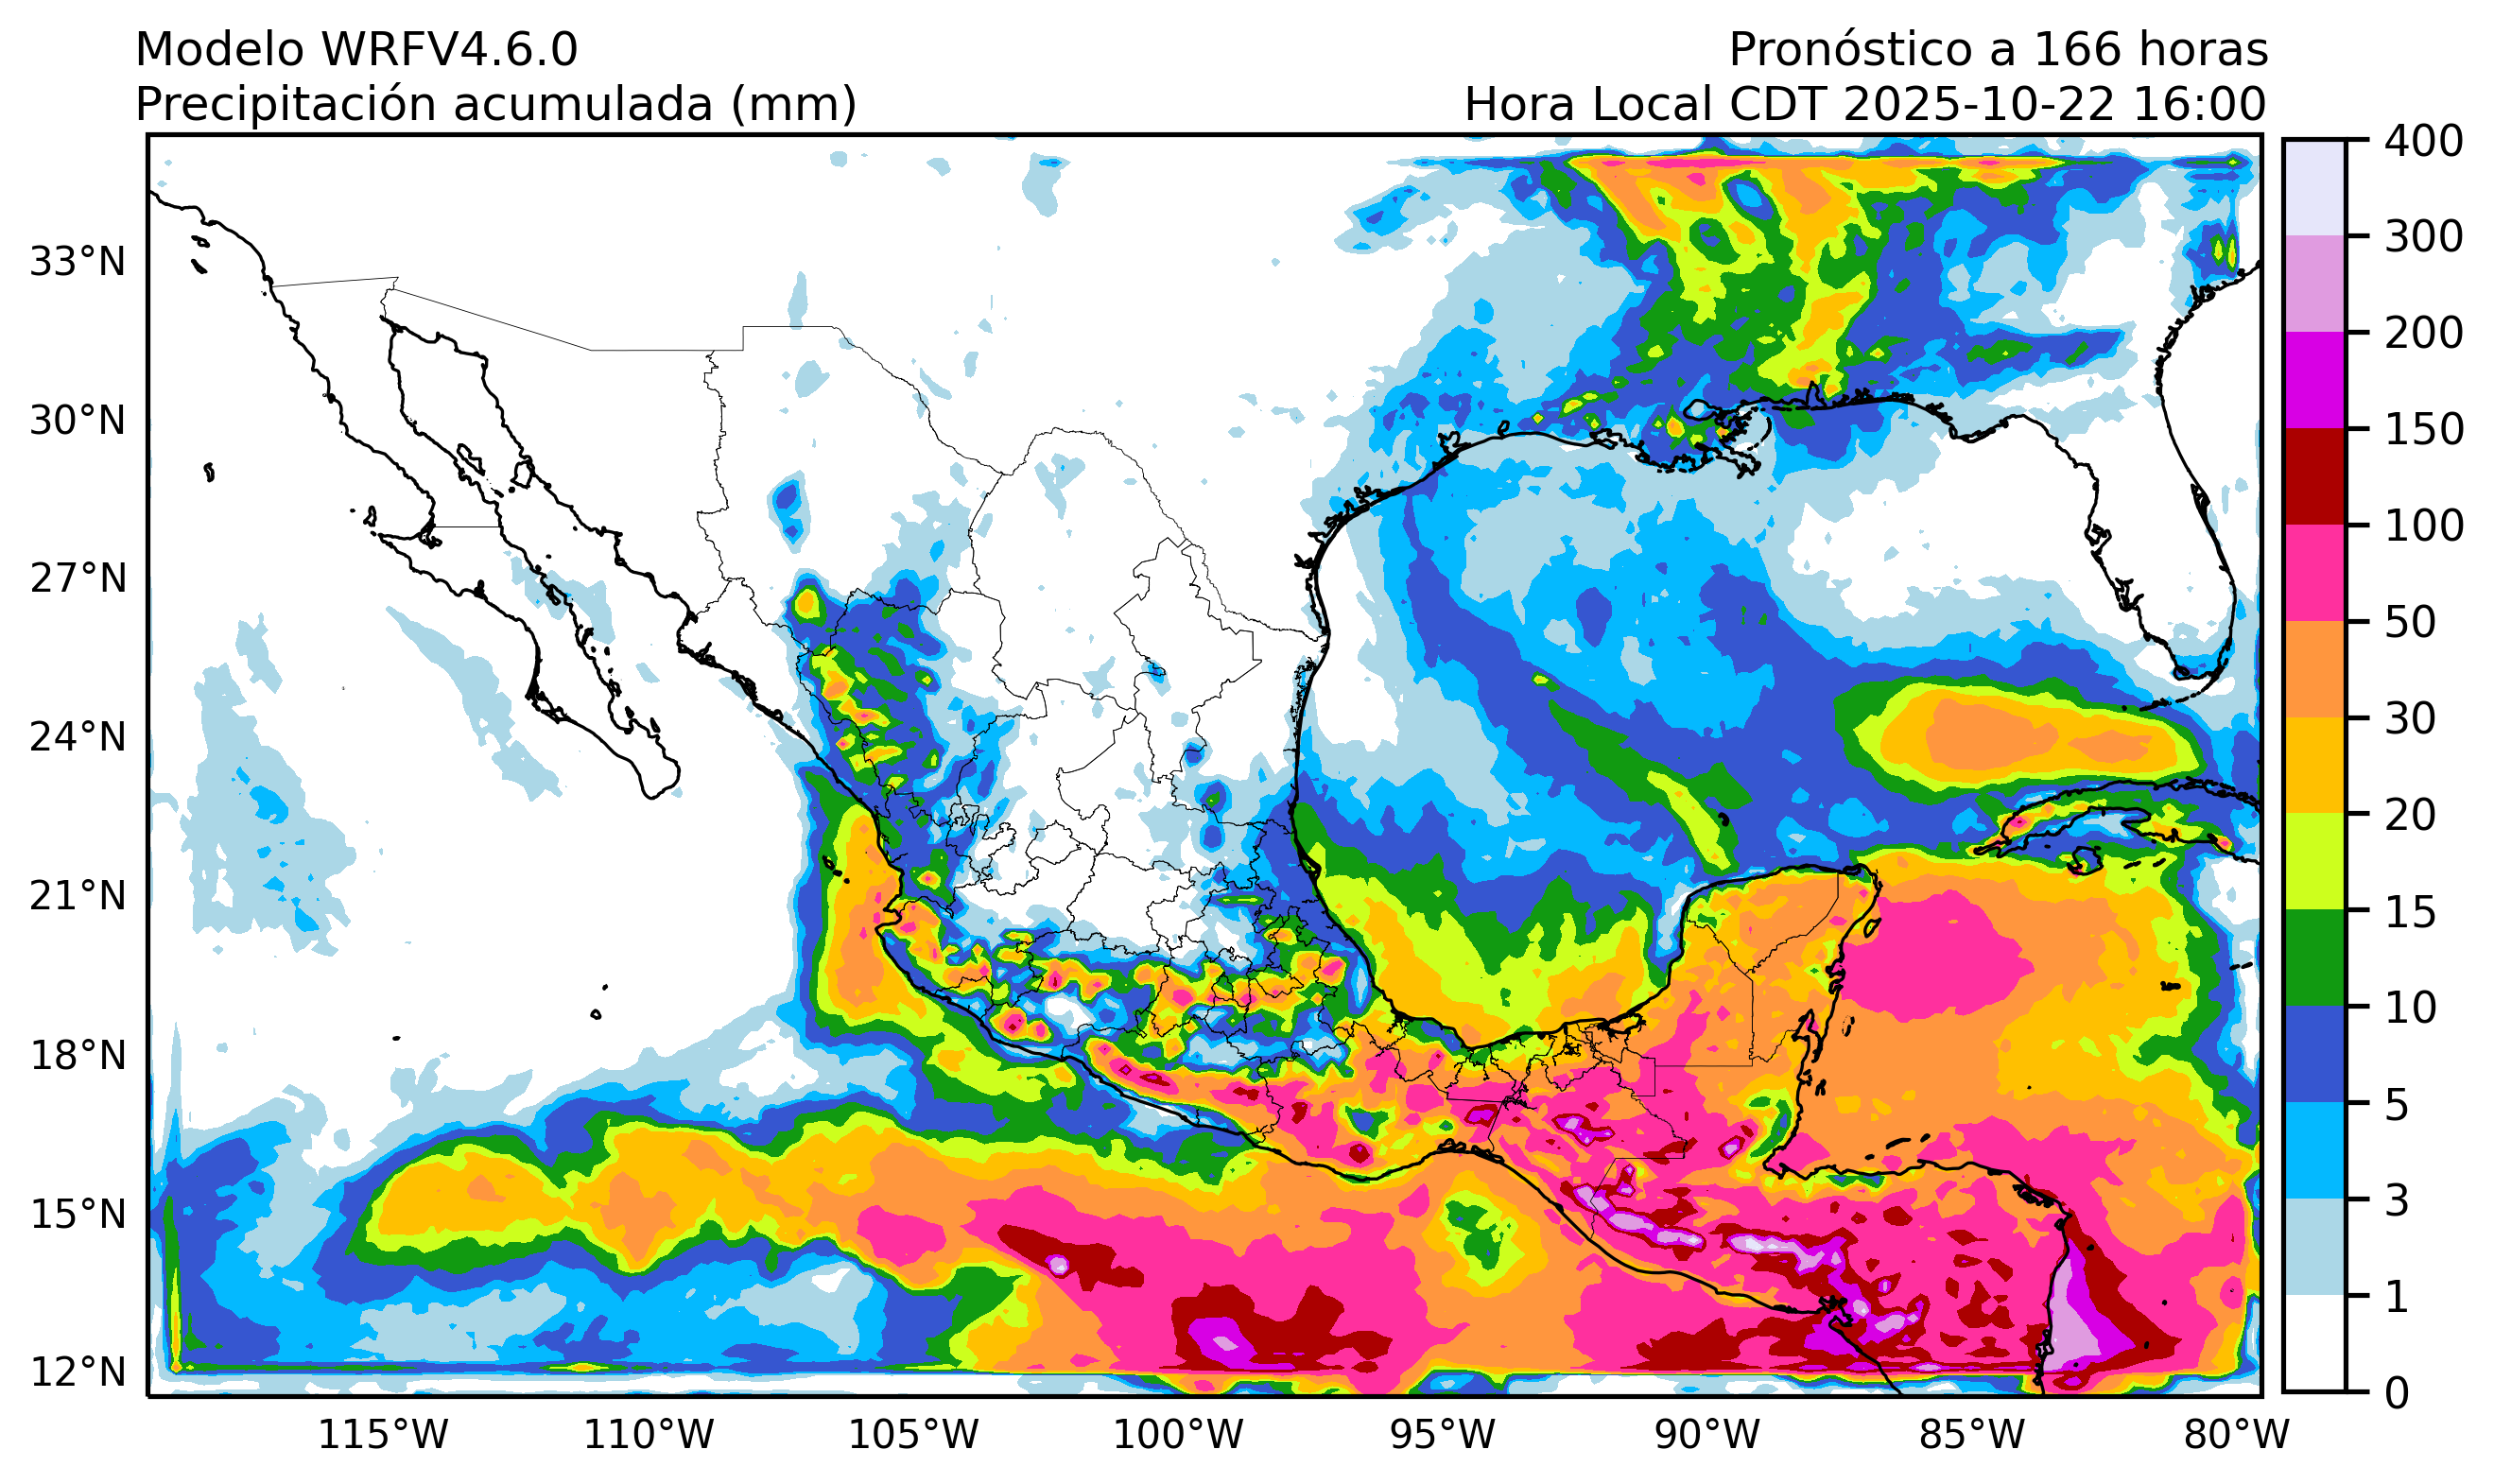 Modelo WRFV4.6.0
Pronóstico a 166 horas
Precipitación acumulada (mm)
Hora Local CDT 2025-10-22 16:00
33°N
30°N
27°N
24°N
21°N
18°N
15°N
12°N
115°W
110°W
105°W
100°W
95°W
90°W
85°W
80°W
400
300
200
150
100
50
30
20
15
10
5
3
1
0